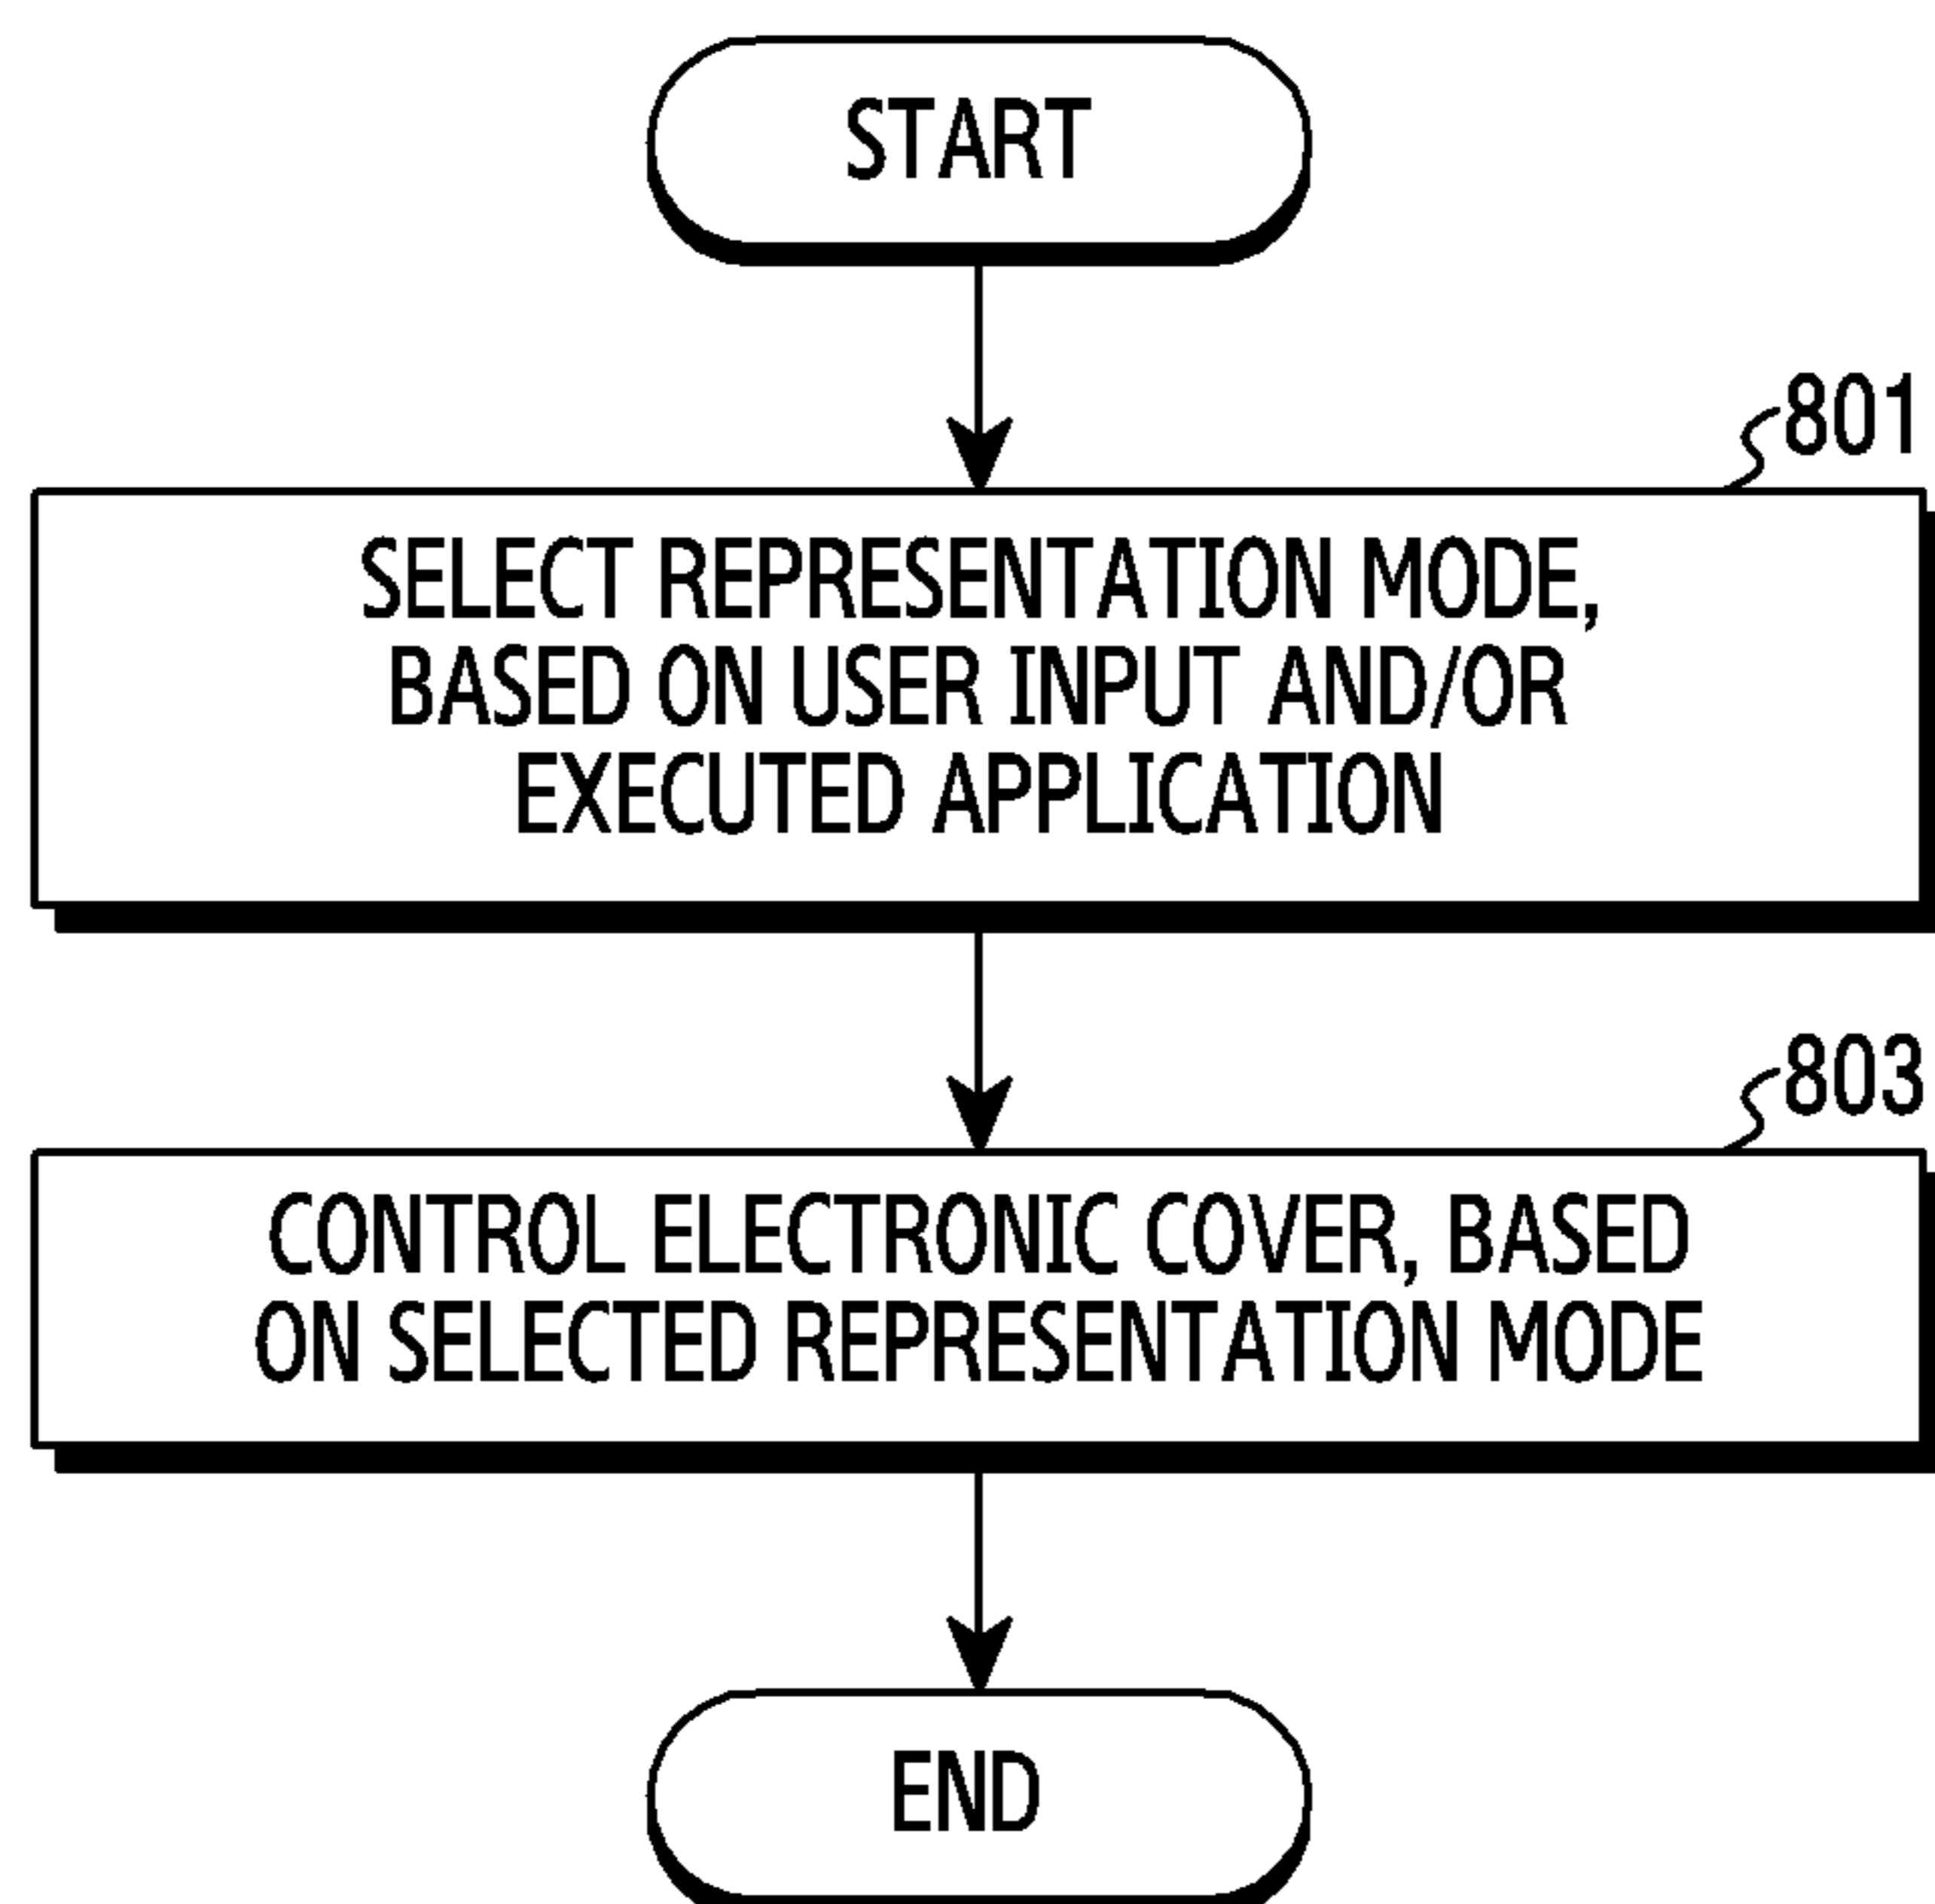 START
801
SELECT REPRESENTATION MODE,
BASED ON USER INPUT AND/OR
EXECUTED APPLICATION
803
CONTROL ELECTRONIC COVER, BASED
ON SELECTED REPRESENTATION MODE
END